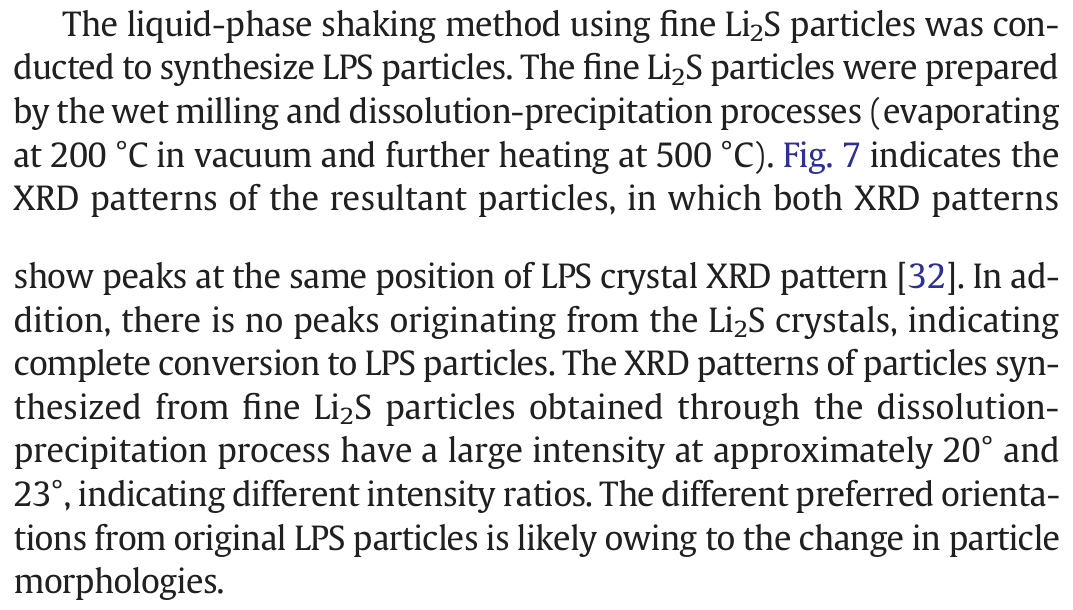 The liquid-phase shaking method using fine Li₂S particles was con-
ducted to synthesize LPS particles. The fine Li₂S particles were prepared
by the wet milling and dissolution-precipitation processes (evaporating
at 200 °C in vacuum and further heating at 500 °C). Fig. 7 indicates the
XRD patterns of the resultant particles, in which both XRD patterns
show peaks at the same position of LPS crystal XRD pattern [32]. In ad-
dition, there is no peaks originating from the Li₂S crystals, indicating
complete conversion to LPS particles. The XRD patterns of particles syn-
thesized from fine Li₂S particles obtained through the dissolution-
precipitation process have a large intensity at approximately 20° and
23°, indicating different intensity ratios. The different preferred orienta-
tions from original LPS particles is likely owing to the change in particle
morphologies.